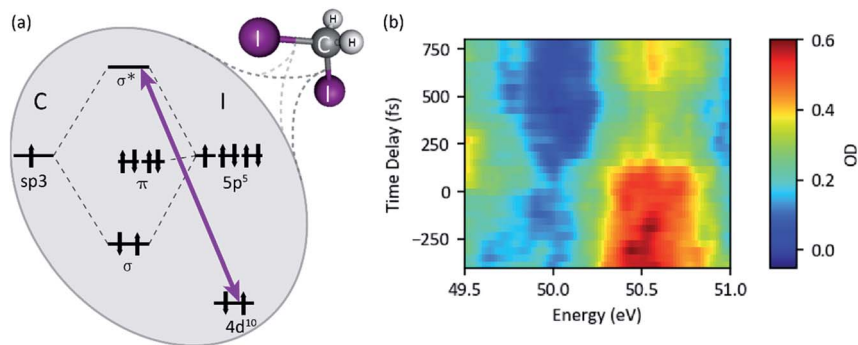 (a)
H
I
C
H
I
σ*
C
I
sp3
π
5p⁵
σ
4d¹⁰
(b)
750
500
250
0
−250
Time Delay (fs)
49.5
50.0
50.5
51.0
Energy (eV)
0.6
0.4
0.2
0.0
OD